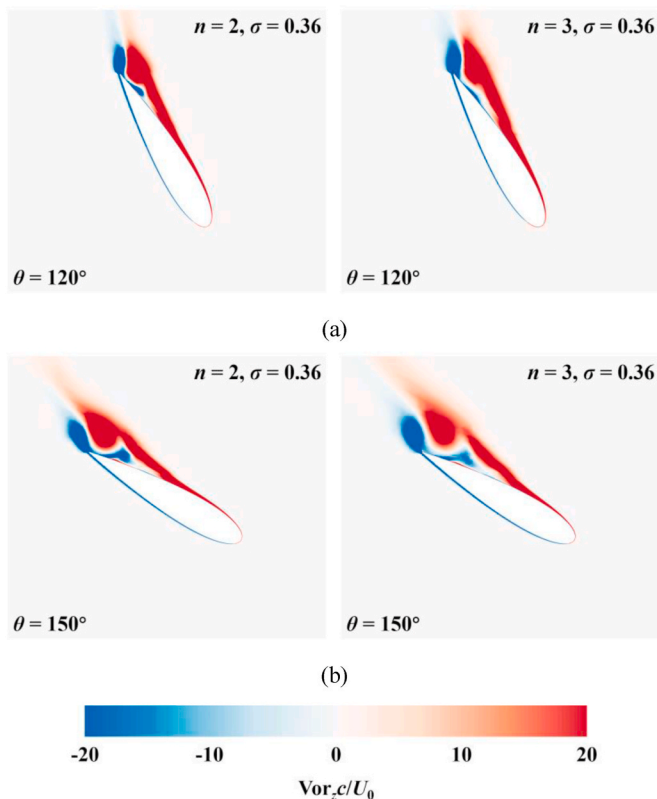 n = 2, σ = 0.36
n = 3, σ = 0.36
θ = 120°
θ = 120°
(a)
n = 2, σ = 0.36
n = 3, σ = 0.36
θ = 150°
θ = 150°
(b)
-20 -10 0 10 20
Vor_z c/U_0